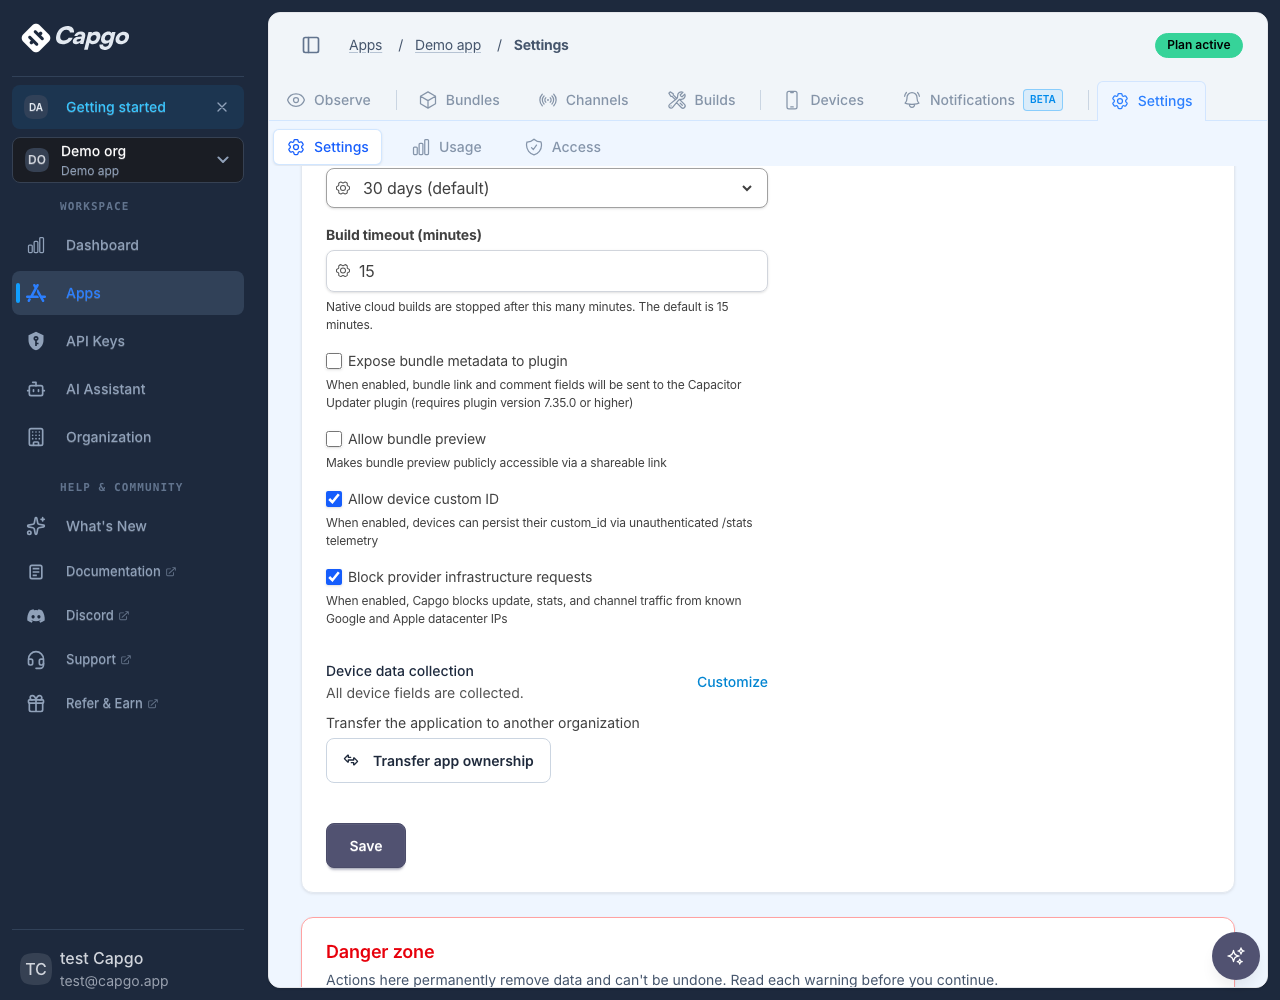 Capgo
DA
Getting started
DO
Demo org
Demo app
WORKSPACE
Dashboard
Apps
API Keys
AI Assistant
Organization
HELP & COMMUNITY
What's New
Documentation
Discord
Support
Refer & Earn
TC
test Capgo
test@capgo.app
Apps / Demo app / Settings
Plan active
Observe
Bundles
Channels
Builds
Devices
Notifications BETA
Settings
Settings
Usage
Access
30 days (default)
Build timeout (minutes)
15
Native cloud builds are stopped after this many minutes. The default is 15
minutes.
Expose bundle metadata to plugin
When enabled, bundle link and comment fields will be sent to the Capacitor
Updater plugin (requires plugin version 7.35.0 or higher)
Allow bundle preview
Makes bundle preview publicly accessible via a shareable link
Allow device custom ID
When enabled, devices can persist their custom_id via unauthenticated /stats
telemetry
Block provider infrastructure requests
When enabled, Capgo blocks update, stats, and channel traffic from known
Google and Apple datacenter IPs
Device data collection
All device fields are collected.
Customize
Transfer the application to another organization
Transfer app ownership
Save
Danger zone
Actions here permanently remove data and can't be undone. Read each warning before you continue.